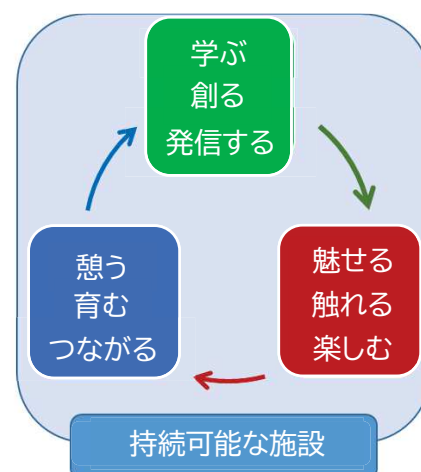 学ぶ
創る
発信する
魅せる
触れる
楽しむ
憩う
育む
つながる
持続可能な施設